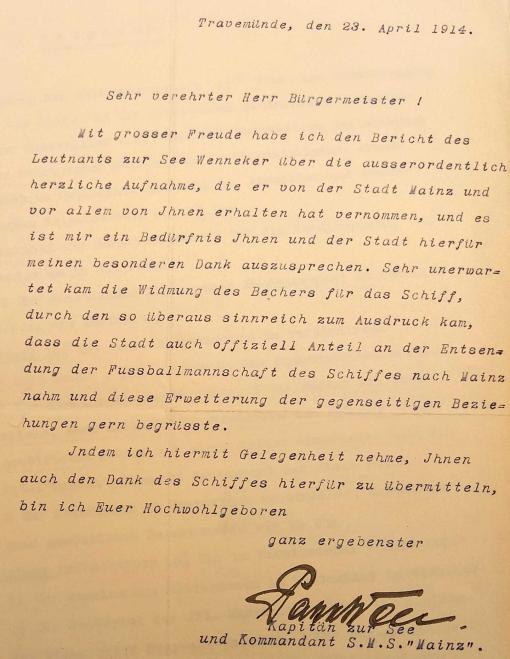 Travemünde, den 23. April 1914.
Sehr verehrter Herr Bürgermeister !
Mit grosser Freude habe ich den Bericht des
Leutnants zur See Wenneker über die ausserordentlich
herzliche Aufnahme, die er von der Stadt Mainz und
vor allem von Jhnen erhalten hat vernommen, und es
ist mir ein Bedürfnis Jhnen und der Stadt hierfür
meinen besonderen Dank auszusprechen. Sehr unerwar=
tet kam die Widmung des Bechers für das Schiff,
durch den so überaus sinnreich zum Ausdruck kam,
dass die Stadt auch offiziell Anteil an der Entsen=
dung der Fussballmannschaft des Schiffes nach Mainz
nahm und diese Erweiterung der gegenseitigen Bezie=
hungen gern begrüsste.
Jndem ich hiermit Gelegenheit nehme, Jhnen
auch den Dank des Schiffes hierfür zu übermitteln,
bin ich Euer Hochwohlgeboren
ganz ergebenster
Kapitän zur See
und Kommandant S.M.S."Mainz".